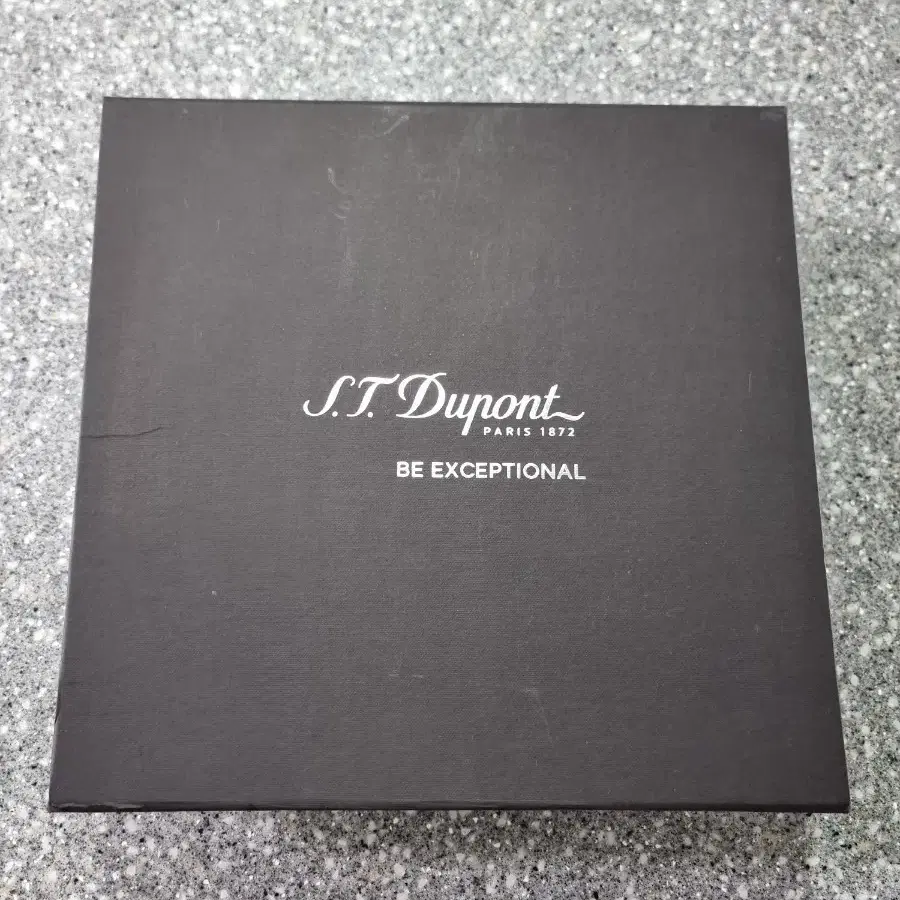 S.T. Dupont
PARIS 1872
BE EXCEPTIONAL